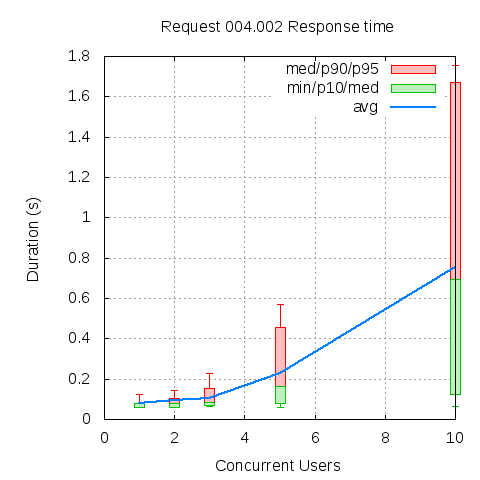 Request 004.002 Response time
med/p90/p95
min/p10/med
avg
1.8
1.6
1.4
1.2
1
0.8
0.6
0.4
0.2
0
0 2 4 6 8 10
Duration (s)
Concurrent Users